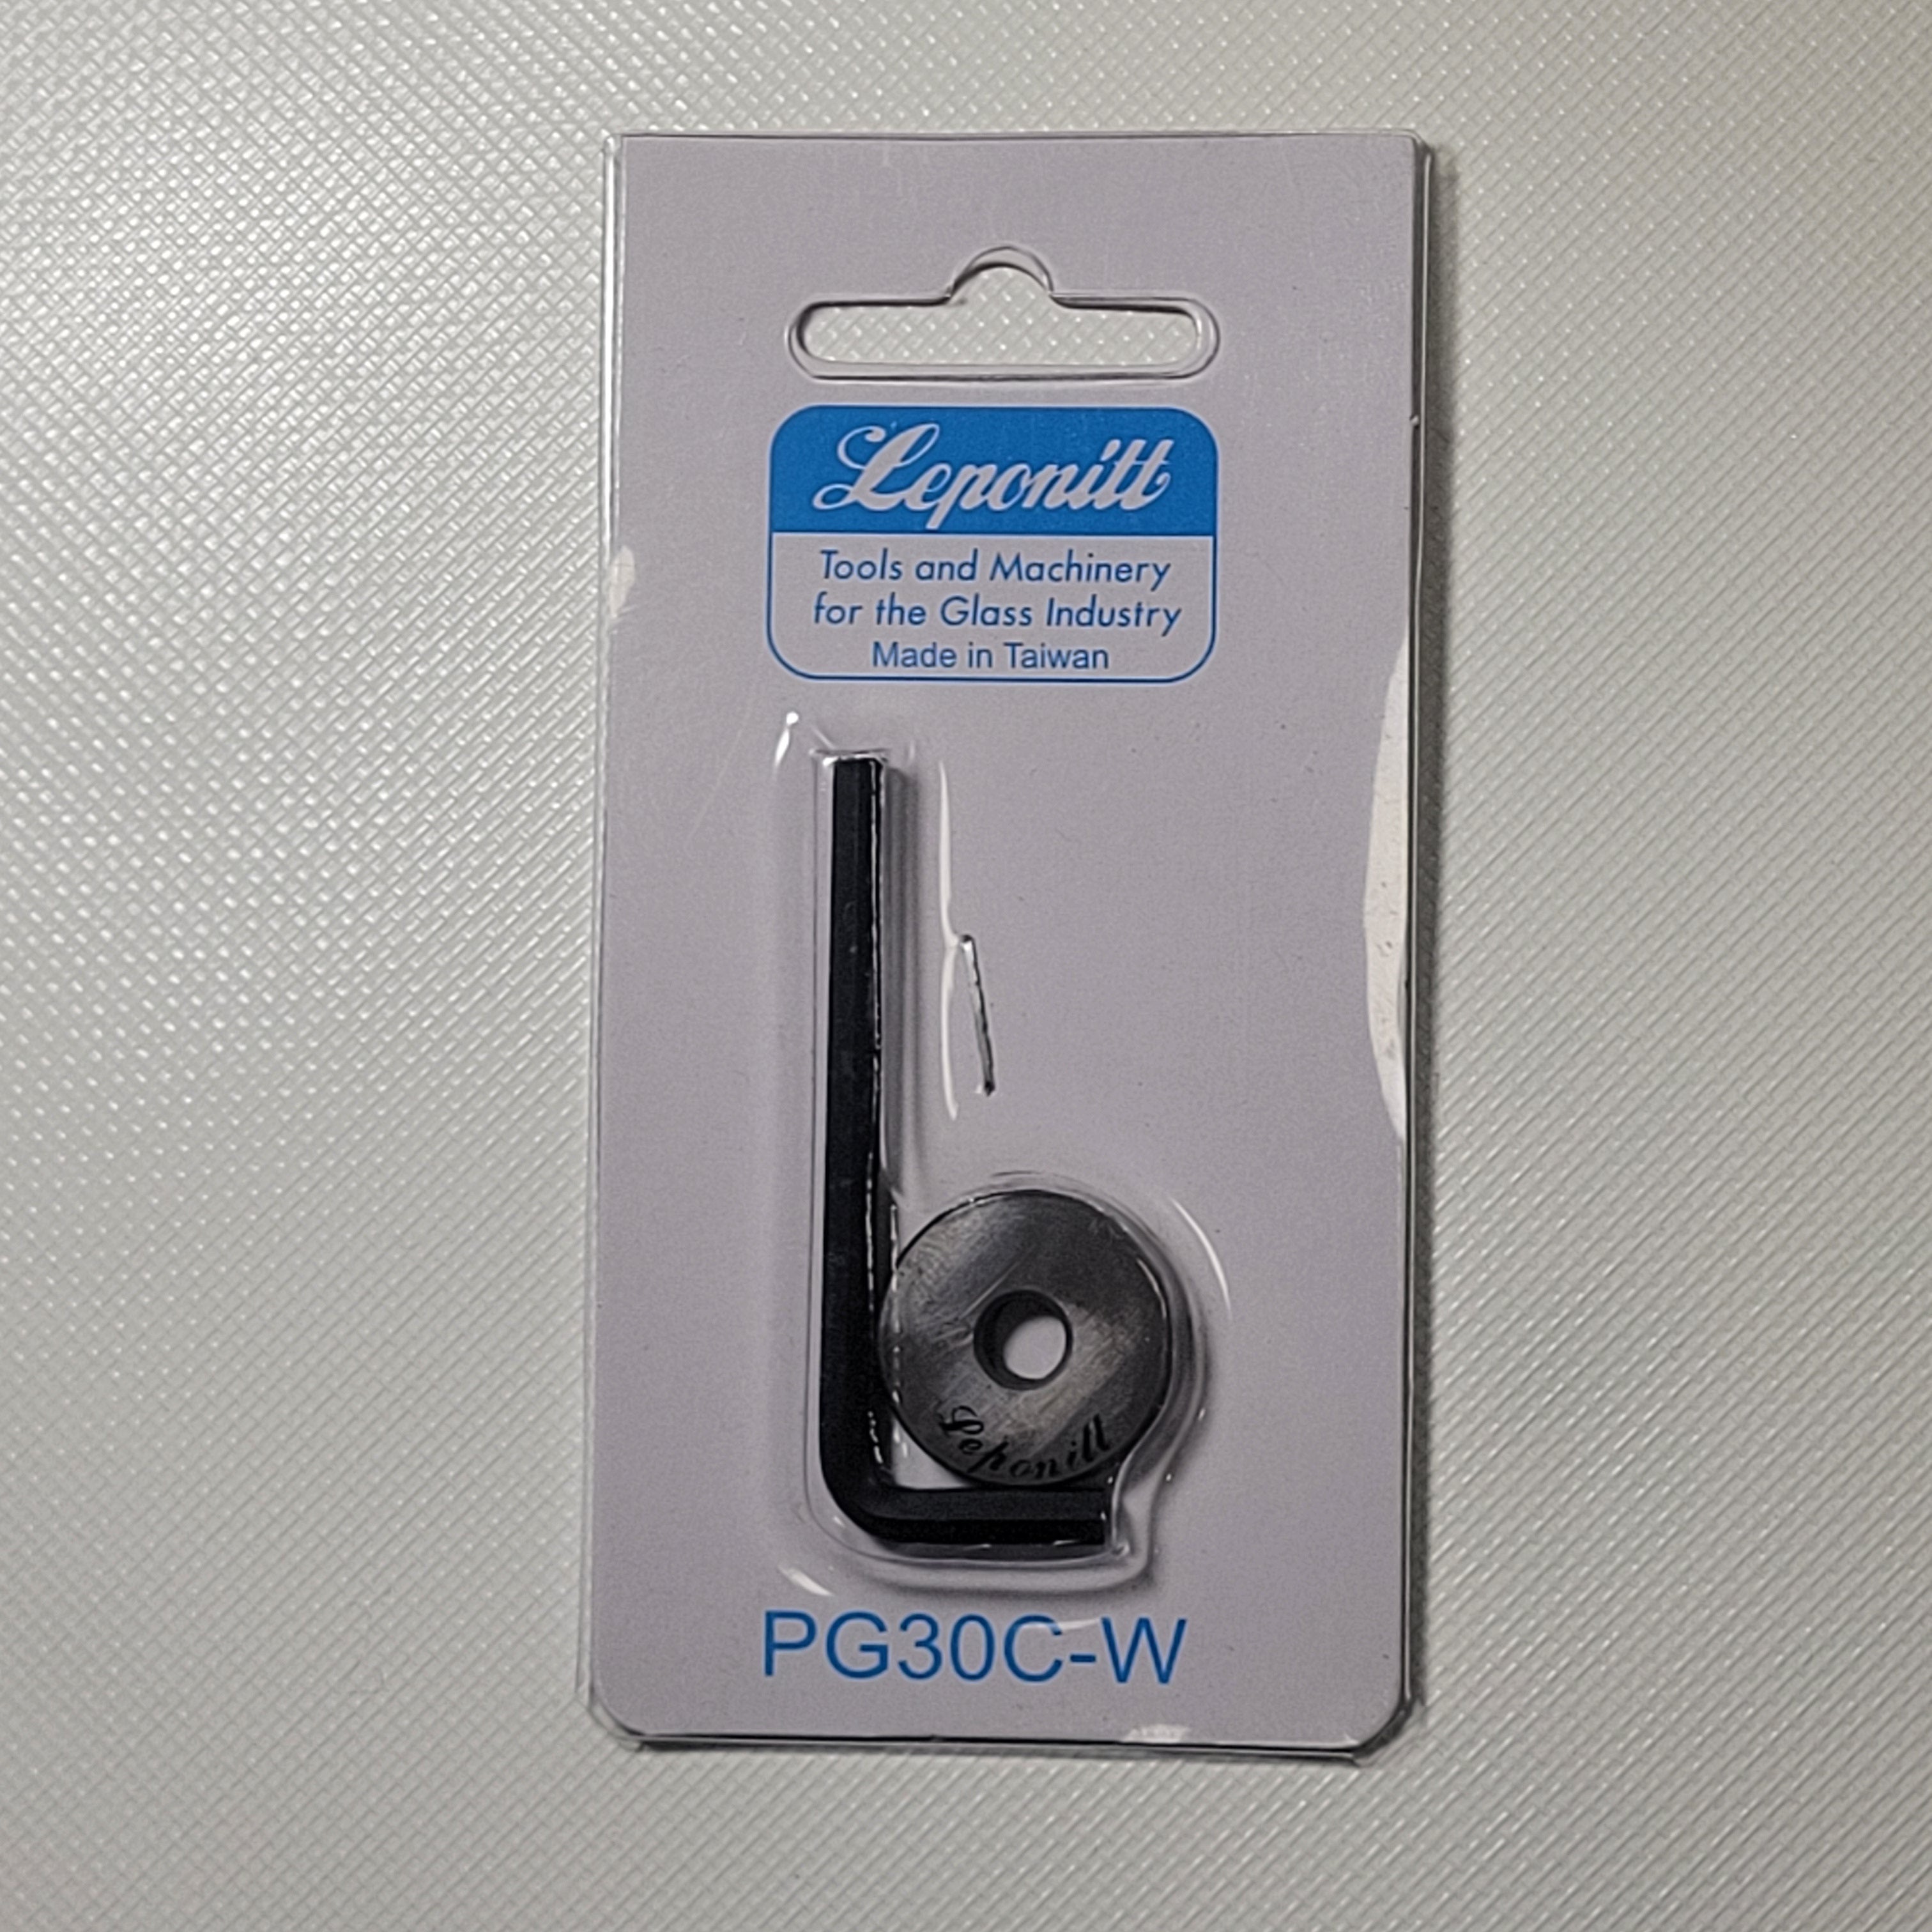 Leponitt
Tools and Machinery
for the Glass Industry
Made in Taiwan
Leponitt
PG30C-W